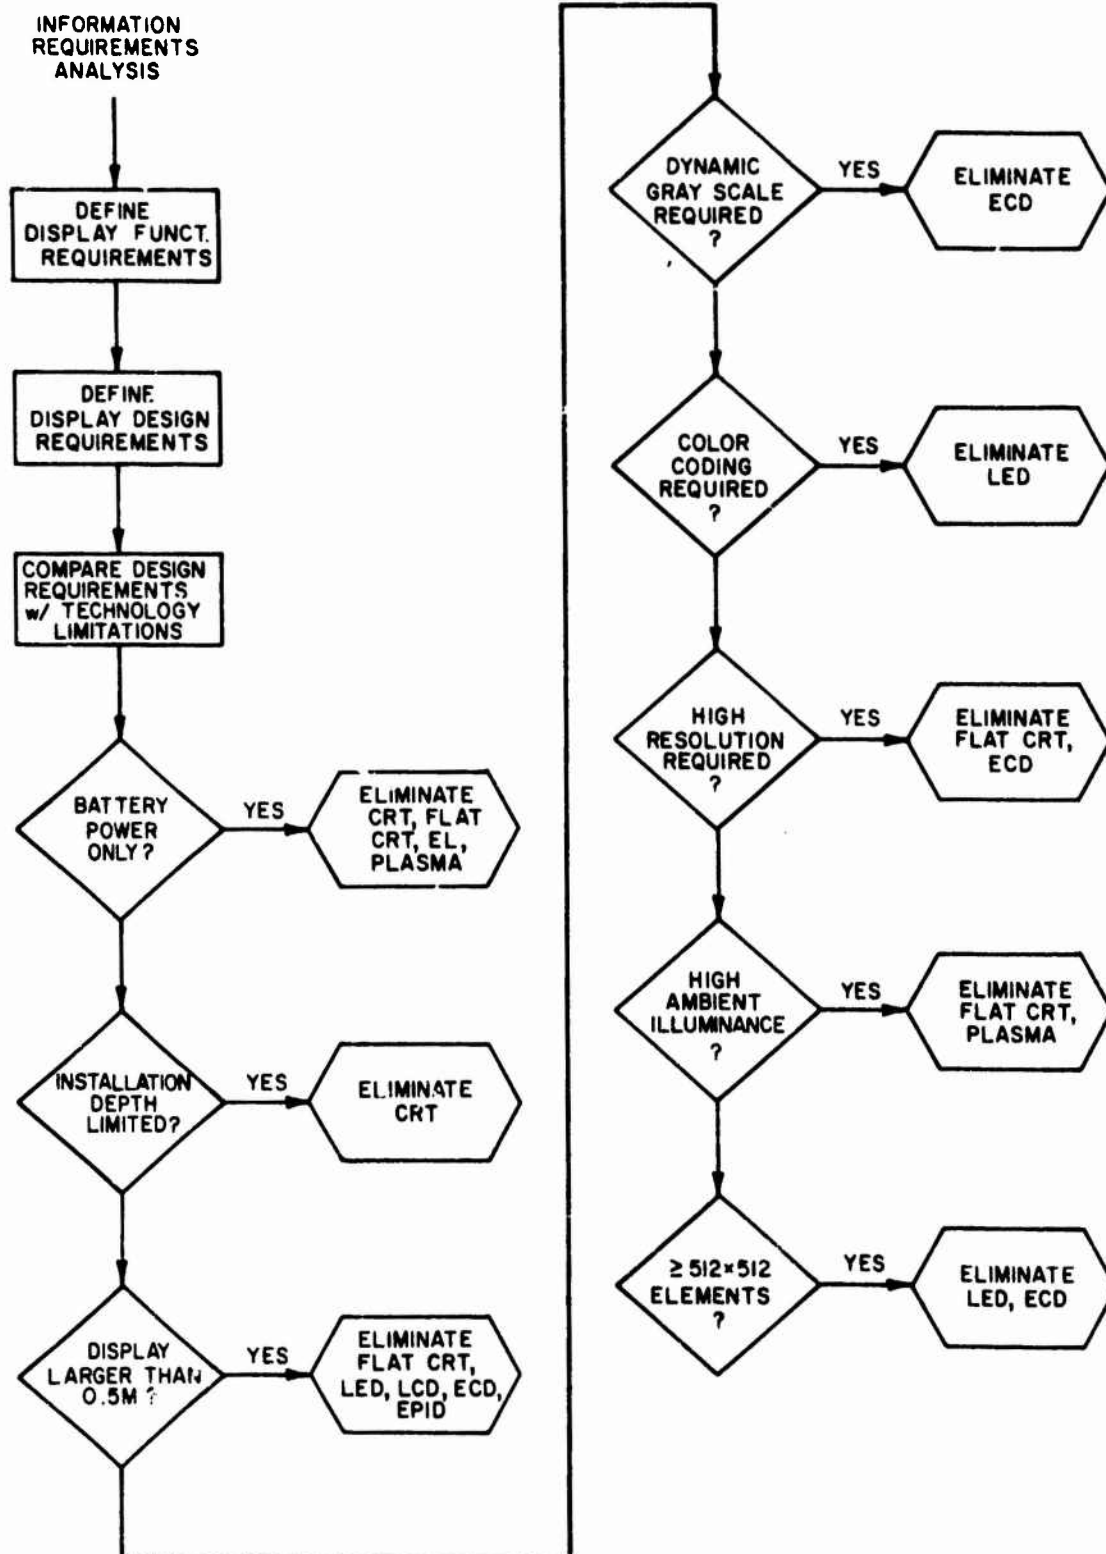 INFORMATION
REQUIREMENTS
ANALYSIS
DEFINE
DISPLAY FUNCT.
REQUIREMENTS
DEFINE
DISPLAY DESIGN
REQUIREMENTS
COMPARE DESIGN
REQUIREMENTS
w/ TECHNOLOGY
LIMITATIONS
BATTERY
POWER
ONLY?
YES
ELIMINATE
CRT, FLAT
CRT, EL,
PLASMA
INSTALLATION
DEPTH
LIMITED?
YES
ELIMINATE
CRT
DISPLAY
LARGER THAN
0.5M?
YES
ELIMINATE
FLAT CRT,
LED, LCD, ECD,
EPID
DYNAMIC
GRAY SCALE
REQUIRED
?
YES
ELIMINATE
ECD
COLOR
CODING
REQUIRED
?
YES
ELIMINATE
LED
HIGH
RESOLUTION
REQUIRED
?
YES
ELIMINATE
FLAT CRT,
ECD
HIGH
AMBIENT
ILLUMINANCE
?
YES
ELIMINATE
FLAT CRT,
PLASMA
≥512×512
ELEMENTS
?
YES
ELIMINATE
LED, ECD